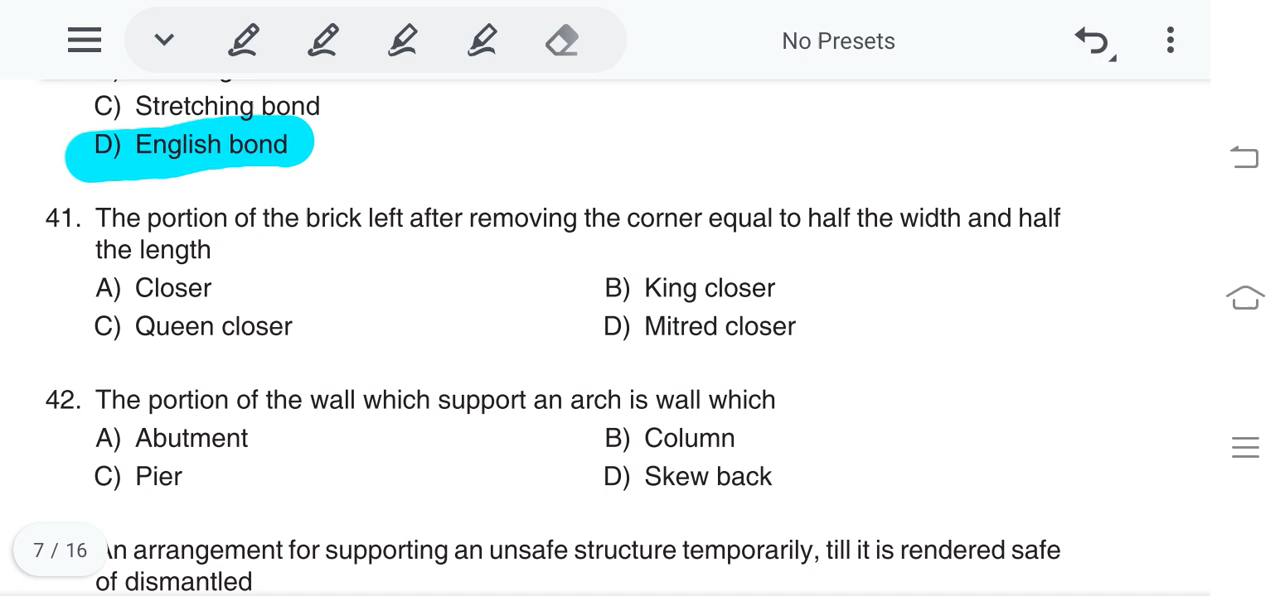 No Presets
C) Stretching bond
D) English bond
41. The portion of the brick left after removing the corner equal to half the width and half
the length
A) Closer B) King closer
C) Queen closer D) Mitred closer
42. The portion of the wall which support an arch is wall which
A) Abutment B) Column
C) Pier D) Skew back
7 / 16 An arrangement for supporting an unsafe structure temporarily, till it is rendered safe
of dismantled